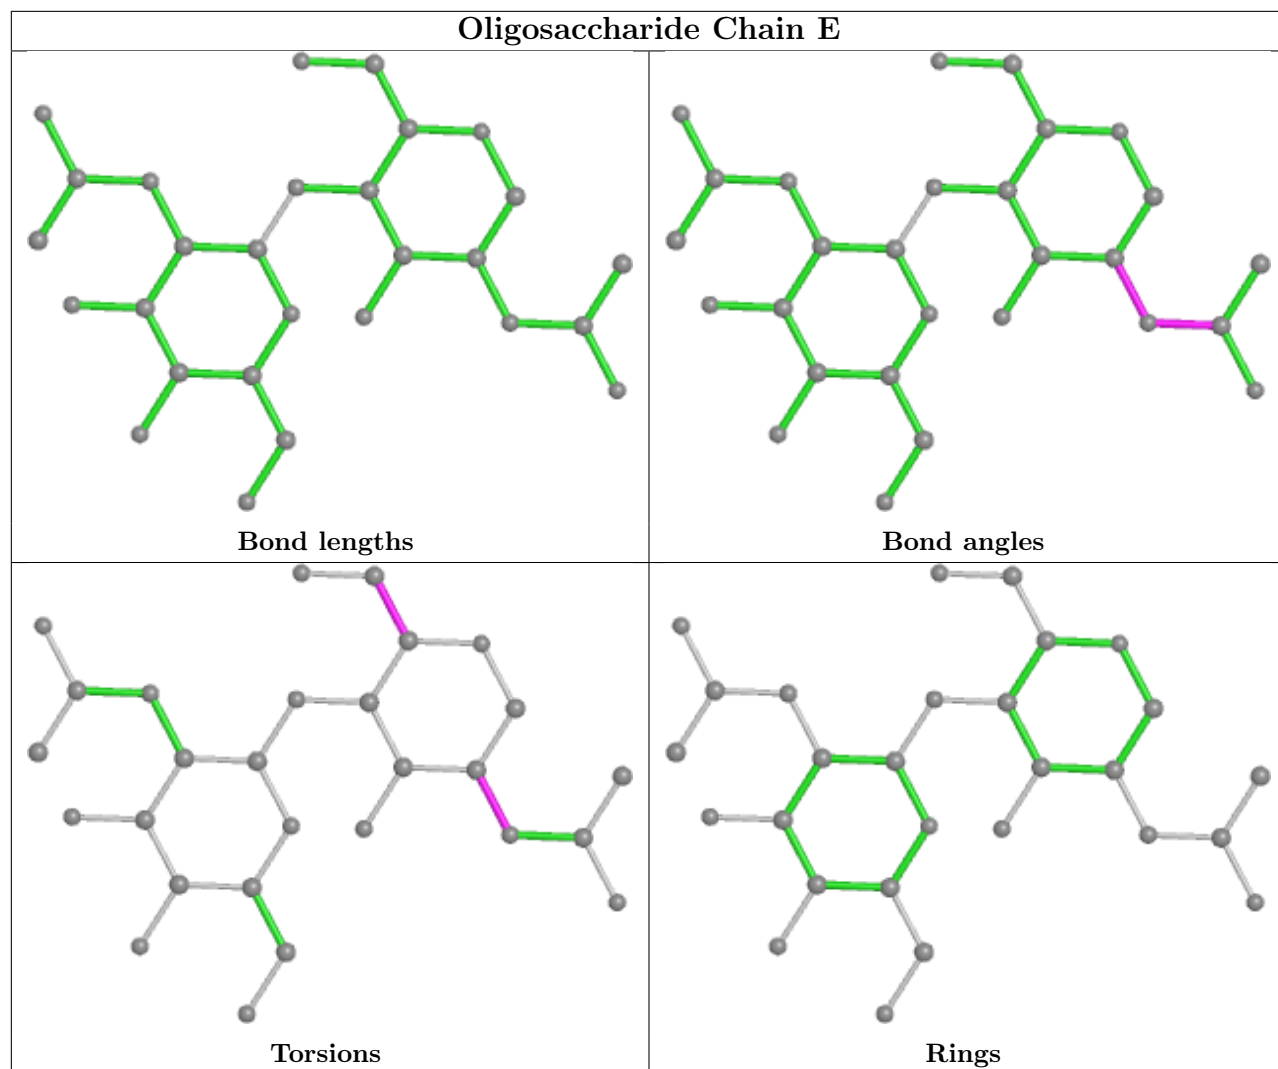 Oligosaccharide Chain E
Bond lengths
Bond angles
Torsions
Rings